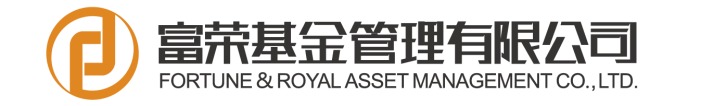 富荣基金管理有限公司
FORTUNE & ROYAL ASSET MANAGEMENT CO., LTD.